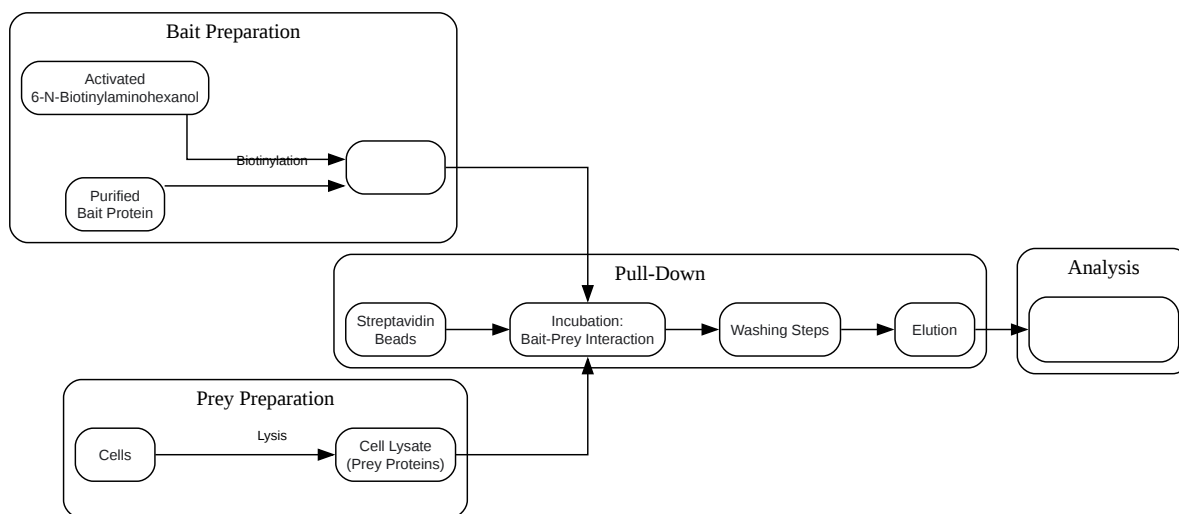 Bait Preparation
Activated
6-N-Biotinylaminohexanol
Biotinylation
Purified
Bait Protein
Pull-Down
Streptavidin
Beads
Incubation:
Bait-Prey Interaction
Washing Steps
Elution
Analysis
Prey Preparation
Cells
Lysis
Cell Lysate
(Prey Proteins)